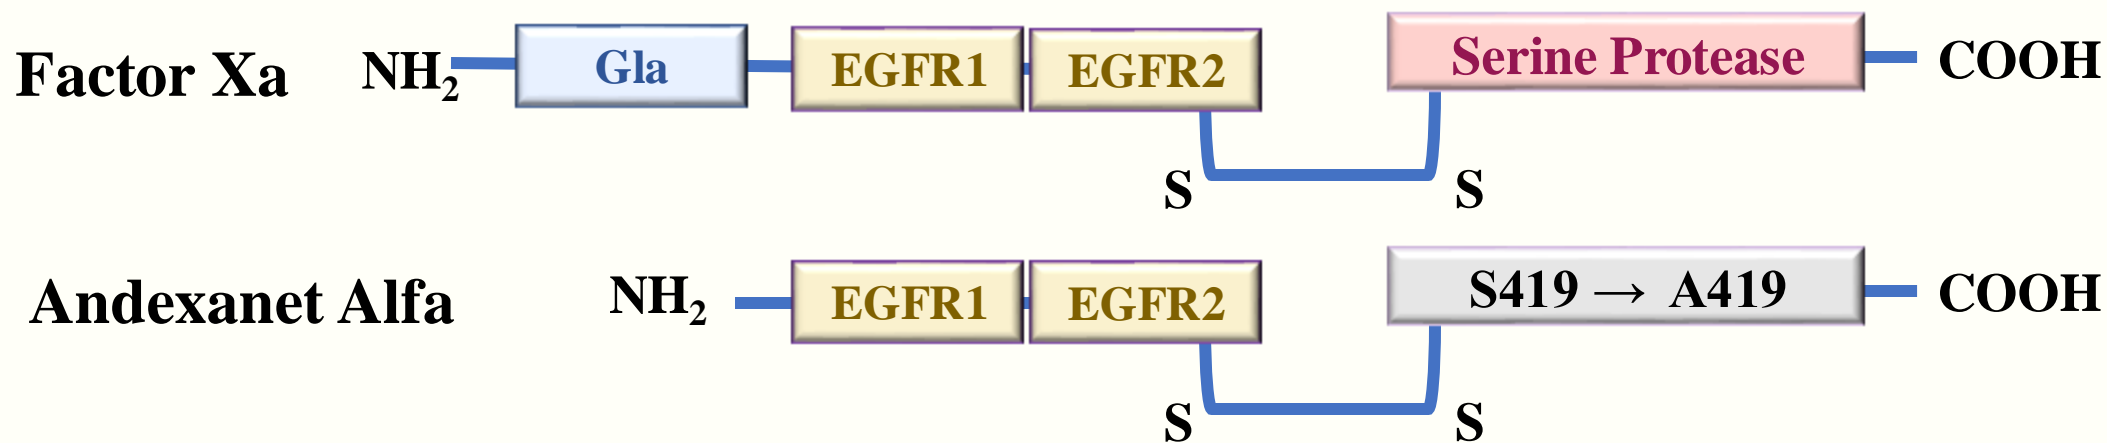 Factor Xa NH₂ Gla EGFR1 EGFR2 Serine Protease COOH
S S
Andexanet Alfa NH₂ EGFR1 EGFR2 S419 → A419 COOH
S S